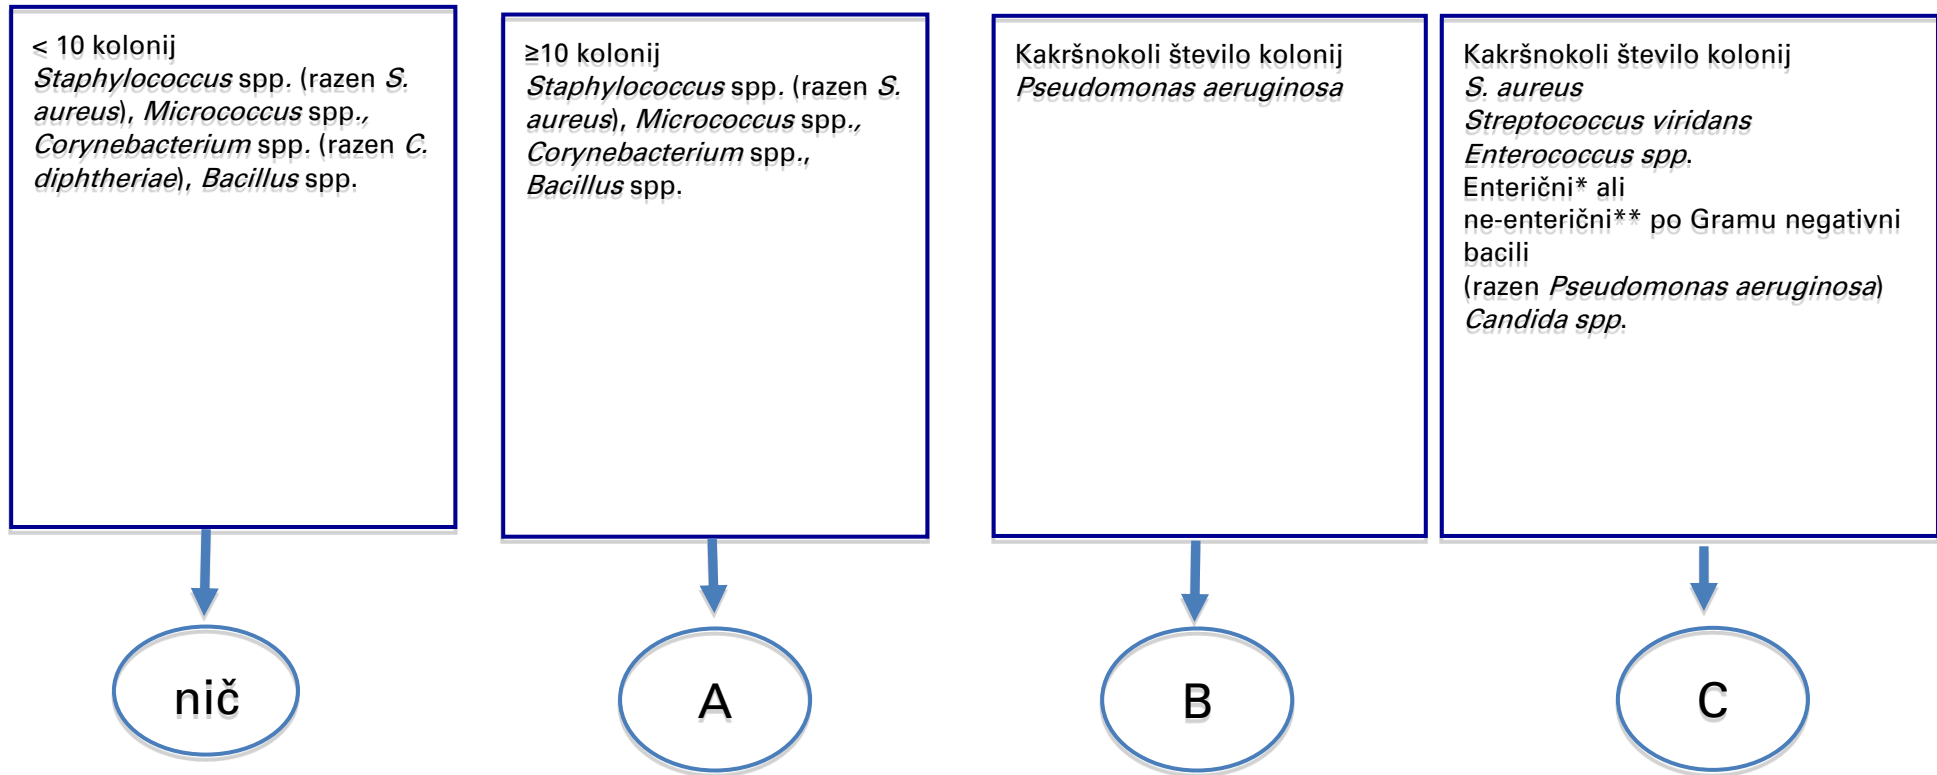 < 10 kolonij
Staphylococcus spp. (razen S.
aureus), Micrococcus spp.,
Corynebacterium spp. (razen C.
diphtheriae), Bacillus spp.
≥10 kolonij
Staphylococcus spp. (razen S.
aureus), Micrococcus spp.,
Corynebacterium spp.,
Bacillus spp.
Kakršnokoli število kolonij
Pseudomonas aeruginosa
Kakršnokoli število kolonij
S. aureus
Streptococcus viridans
Enterococcus spp.
Enterični* ali
ne-enterični** po Gramu negativni
bacili
(razen Pseudomonas aeruginosa)
Candida spp.
nič
A
B
C